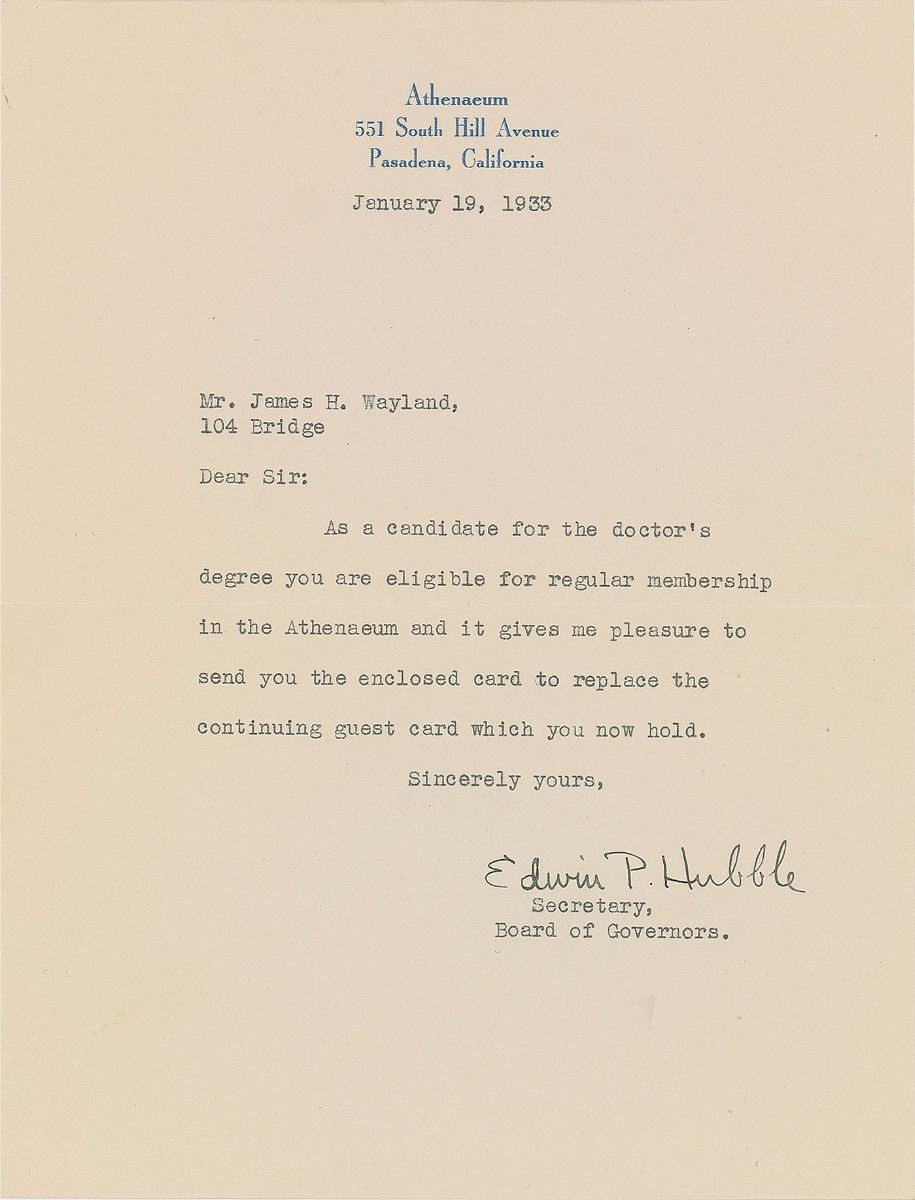 Athenaeum
551 South Hill Avenue
Pasadena, California
January 19, 1933
Mr. James H. Wayland,
104 Bridge
Dear Sir:
As a candidate for the doctor's
degree you are eligible for regular membership
in the Athenaeum and it gives me pleasure to
send you the enclosed card to replace the
continuing guest card which you now hold.
Sincerely yours,
Edwin P. Hubble
Secretary,
Board of Governors.